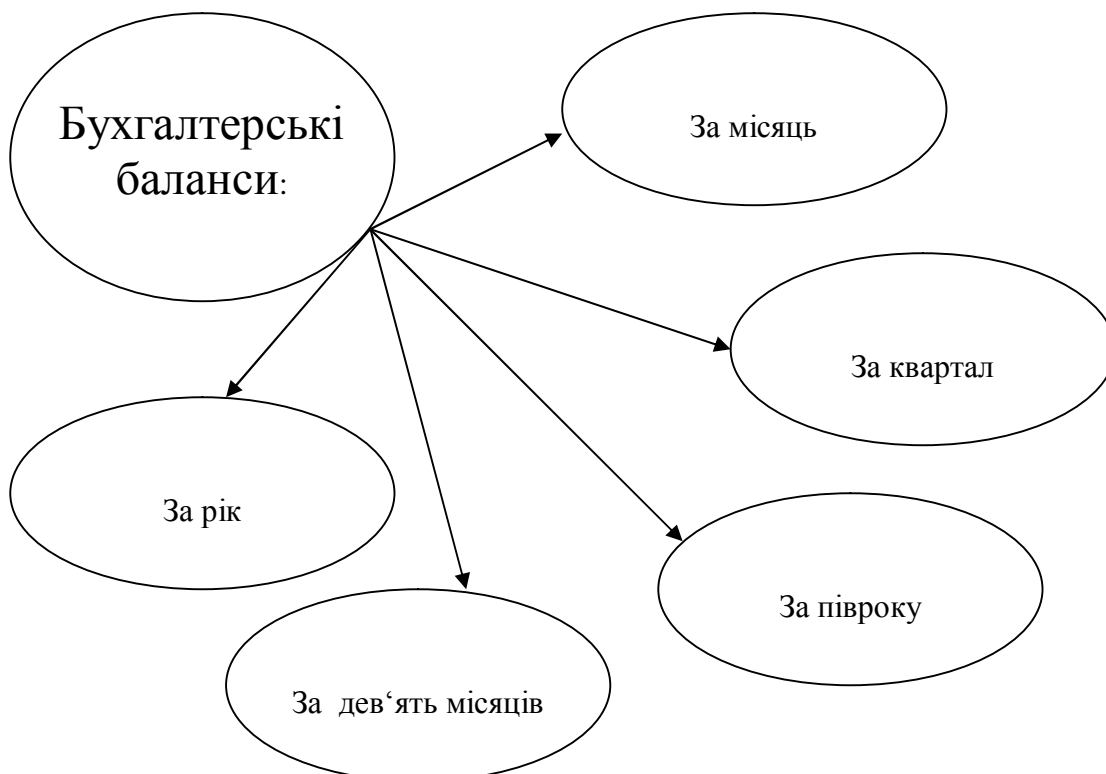 Бухгалтерські
баланси:
За місяць
За квартал
За півроку
За дев‘ять місяців
За рік